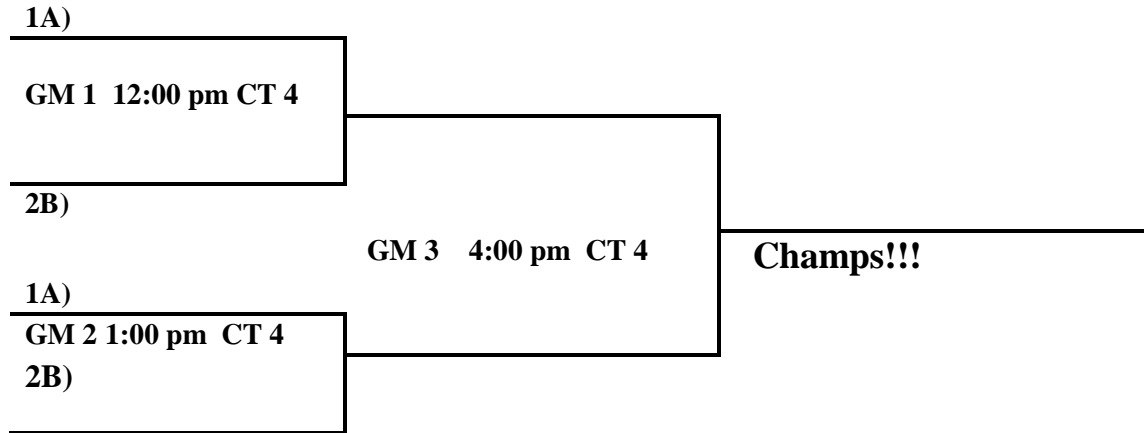 1A)
GM 1 12:00 pm CT 4
2B)
GM 3 4:00 pm CT 4
Champs!!!
1A)
GM 2 1:00 pm CT 4
2B)